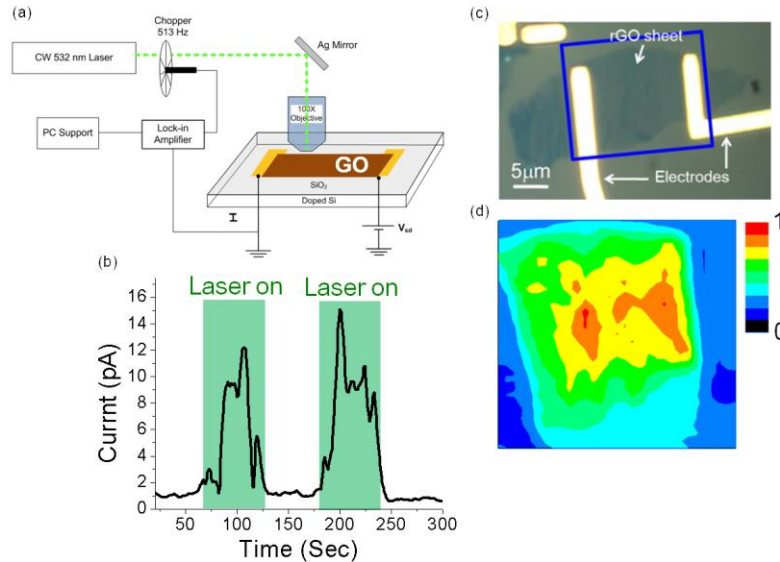 (a)
Chopper
513 Hz
Ag Mirror
CW 532 nm Laser
100X
Objective
PC Support
Lock-in
Amplifier
GO
SiO₂
Doped Si
I
V_sd
(b)
Laser on Laser on
16
14
12
10
8
6
4
2
0
Currnt (pA)
50 100 150 200 250 300
Time (Sec)
(c)
rGO sheet
5μm
Electrodes
(d)
1
0